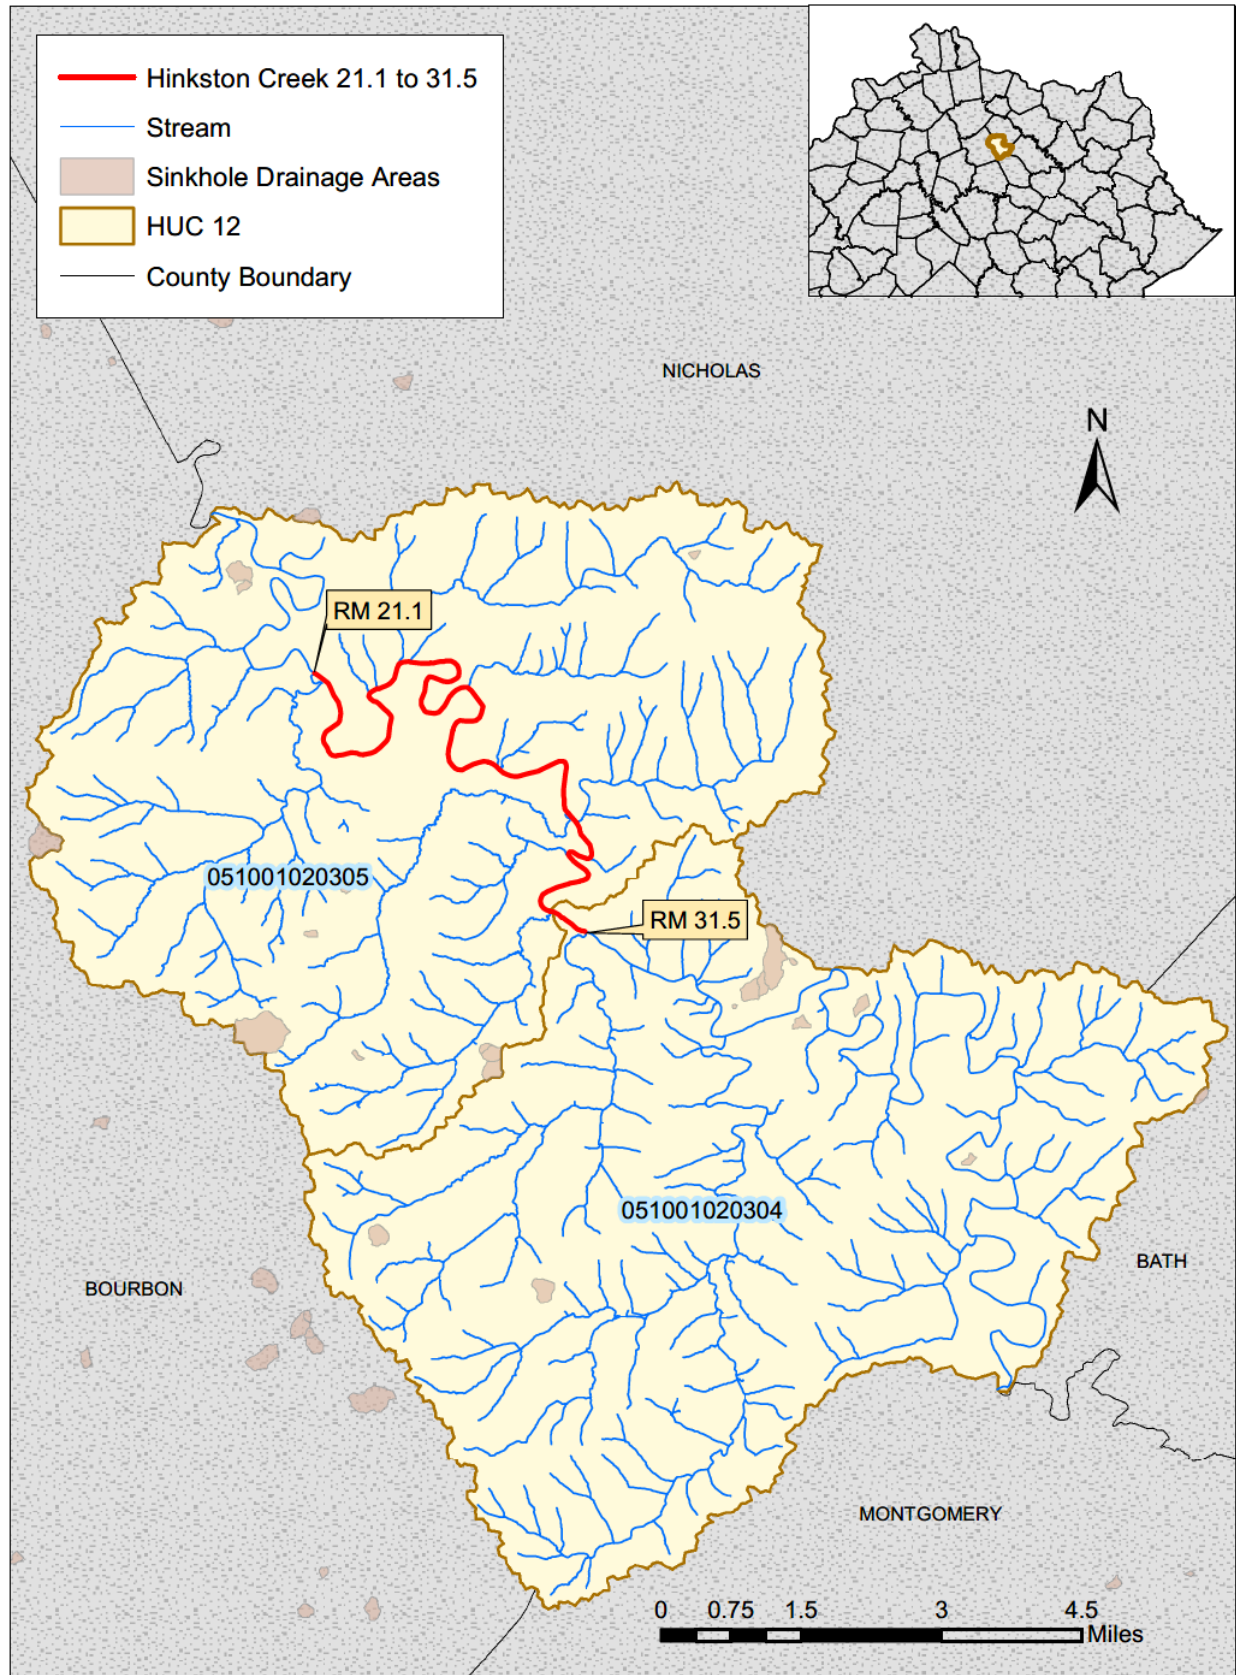 Hinkston Creek 21.1 to 31.5
Stream
Sinkhole Drainage Areas
HUC 12
County Boundary
NICHOLAS
N
RM 21.1
051001020305
RM 31.5
051001020304
BATH
BOURBON
MONTGOMERY
0 0.75 1.5 3 4.5
Miles